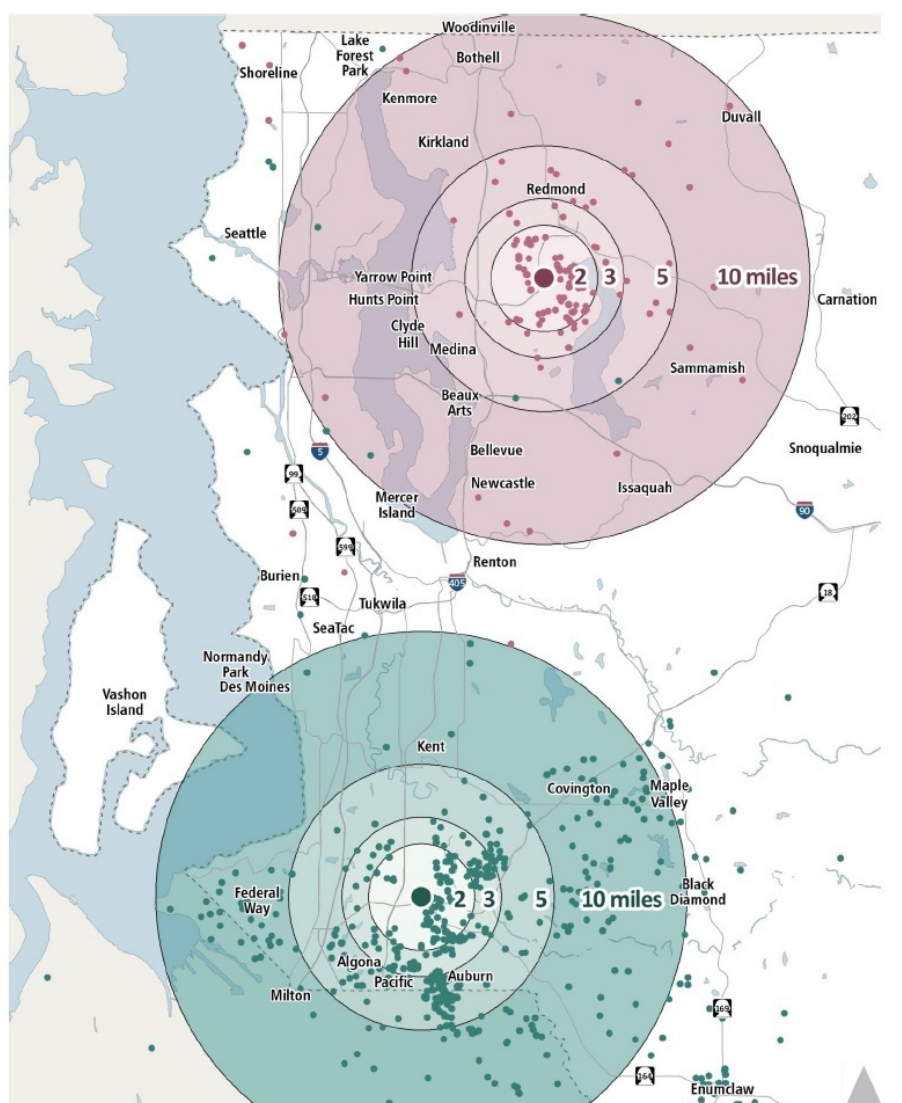 Woodinville
Lake
Forest
Park
Bothell
Shoreline
Kenmore
Duvall
Kirkland
Redmond
Seattle
Yarrow Point
2
3
5
10 miles
Hunts Point
Carnation
Clyde
Hill
Medina
Sammamish
Beaux
Arts
202
Bellevue
Snoqualmie
5
99
Newcastle
Issaquah
Mercer
Island
509
90
599
Renton
Burien
405
518
Tukwila
18
SeaTac
Normandy
Park
Des Moines
Vashon
Island
Kent
Covington
Maple
Valley
Federal
Way
2
3
5
10 miles
Black
Diamond
Algona
Pacific
Auburn
Milton
169
164
Enumclaw